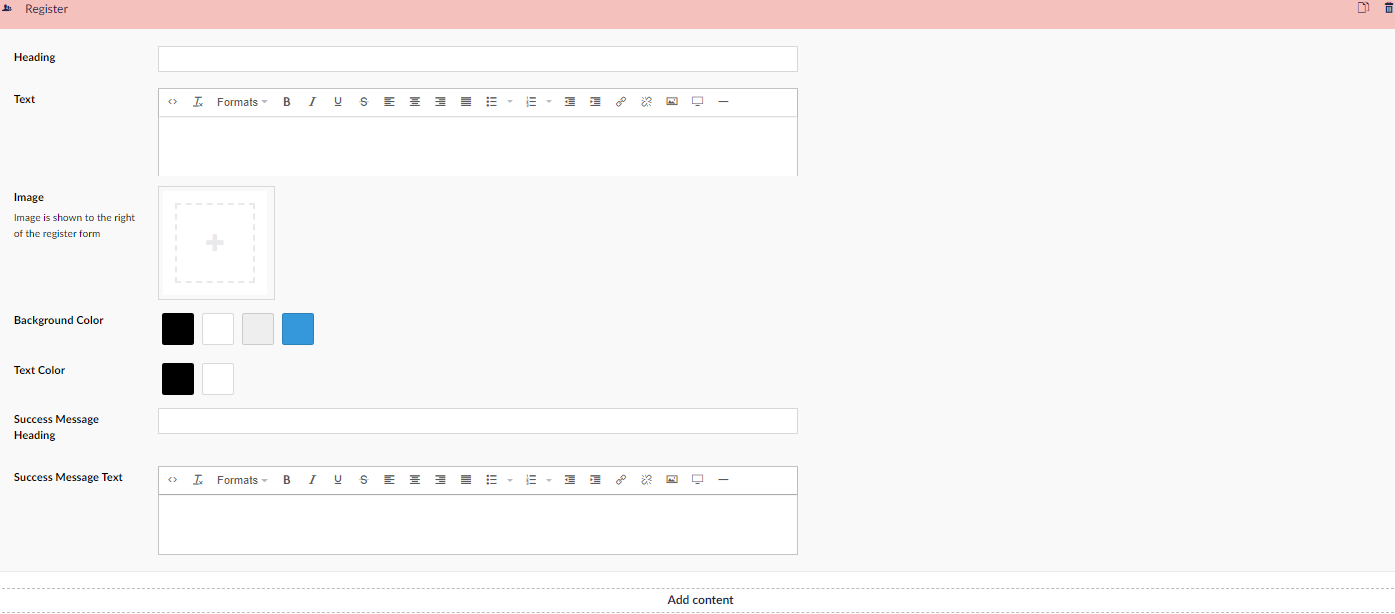 Register
Heading
Text
Formats
Image
Image is shown to the right
of the register form
Background Color
Text Color
Success Message
Heading
Success Message Text
Formats
Add content